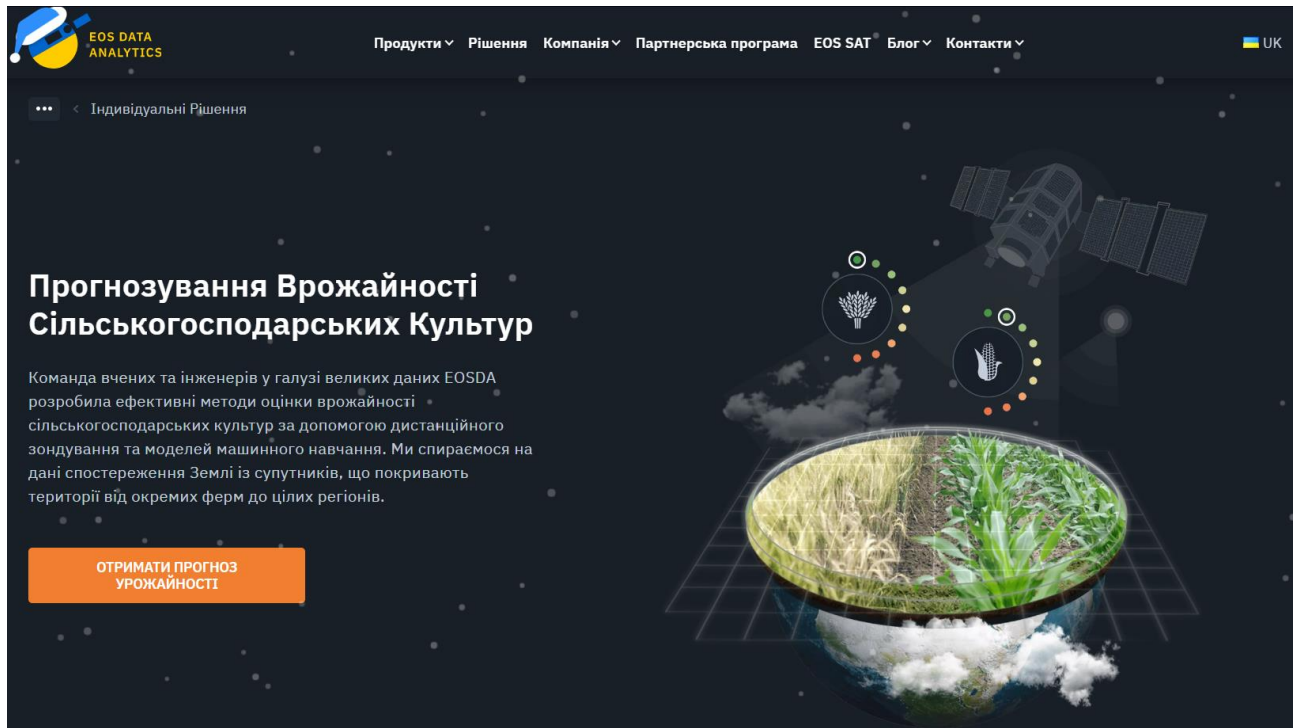 EOS DATA
ANALYTICS
Продукти Рішення Компанія Партнерська програма EOS SAT Блог Контакти UK
Індивідуальні Рішення
Прогнозування Врожайності
Сільськогосподарських Культур
Команда вчених та інженерів у галузі великих даних EOSDA
розробила ефективні методи оцінки врожайності
сільськогосподарських культур за допомогою дистанційного
зондування та моделей машинного навчання. Ми спираємося на
дані спостереження Землі із супутників, що покривають
території від окремих ферм до цілих регіонів.
ОТРИМАТИ ПРОГНОЗ
УРОЖАЙНОСТІ